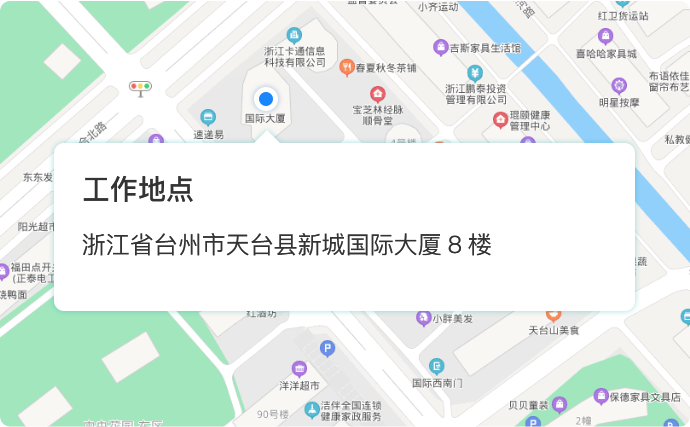 小齐运动
红卫货运站
浙江卡通信息
科技有限公司
吉斯家具生活馆
喜哈哈家具城
春夏秋冬茶铺
浙江鹏泰投资
管理有限公司
布语依佳
窗帘布艺
国际大厦
宝芝林经脉
顺骨堂
明星按摩
速递易
琨颐健康
管理中心
私教健
东东发
工作地点
浙江省台州市天台县新城国际大厦 8 楼
阳光超市
福田点开
(正泰电工
烧鸭面
红酒坊
小胖美发
天台山美食
洋洋超市
国际西南门
90号楼
洁伴全国连锁
健康家政服务
贝贝童装
保德家具文具店
2幢